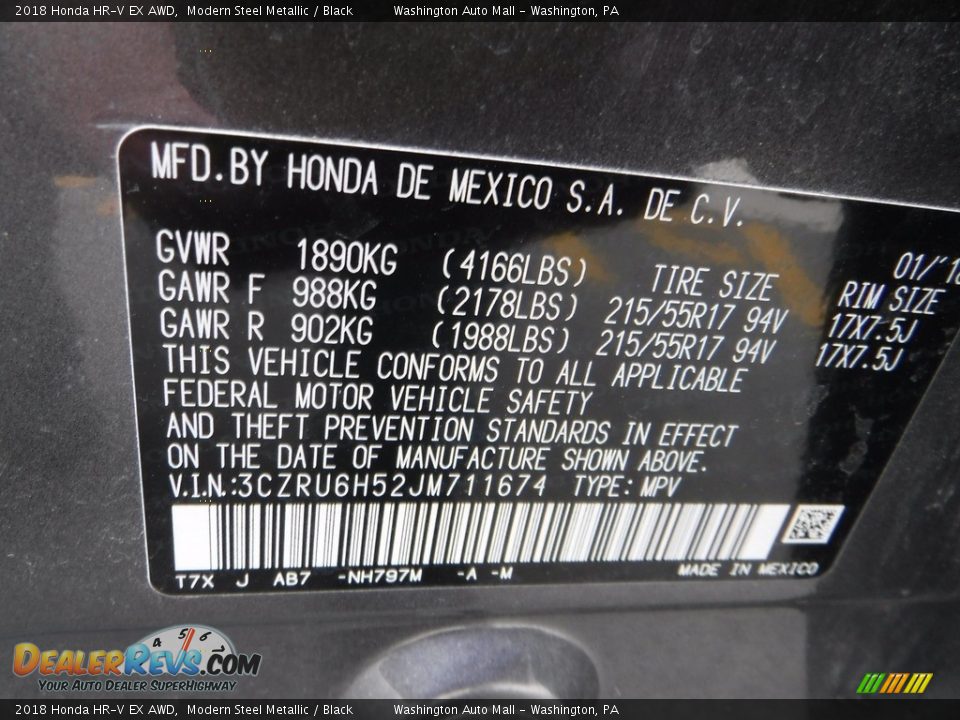 2018 Honda HR-V EX AWD, Modern Steel Metallic / Black Washington Auto Mall - Washington, PA
MFD.BY HONDA DE MEXICO S.A. DE C.V.
01/'18
GVWR 1890KG (4166LBS) TIRE SIZE RIM SIZE
GAWR F 988KG (2178LBS) 215/55R17 94V 17X7.5J
GAWR R 902KG (1988LBS) 215/55R17 94V 17X7.5J
THIS VEHICLE CONFORMS TO ALL APPLICABLE
FEDERAL MOTOR VEHICLE SAFETY
AND THEFT PREVENTION STANDARDS IN EFFECT
ON THE DATE OF MANUFACTURE SHOWN ABOVE.
V.I.N.:3CZRU6H52JM711674 TYPE: MPV
T7X J AB7 -NH797M -A -M MADE IN MEXICO
4 5 6
DEALERREVS.COM
YOUR AUTO DEALER SUPERHIGHWAY
2018 Honda HR-V EX AWD, Modern Steel Metallic / Black Washington Auto Mall - Washington, PA